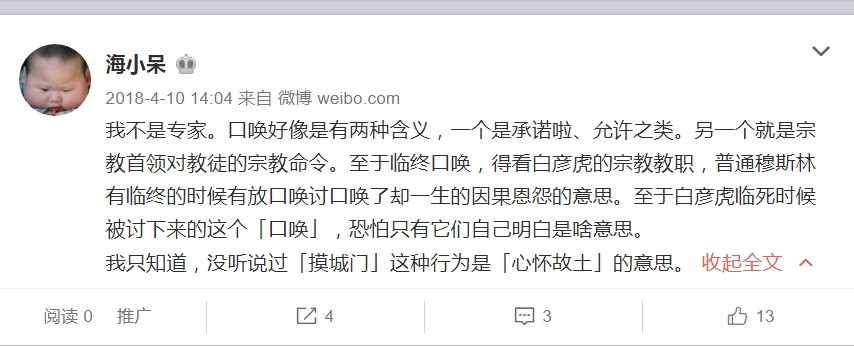 海小呆
2018-4-10 14:04 来自 微博 weibo.com
我不是专家。口唤好像是有两种含义，一个是承诺啦、允许之类。另一个就是宗
教首领对教徒的宗教命令。至于临终口唤，得看白彦虎的宗教教职，普通穆斯林
有临终的时候有放口唤讨口唤了却一生的因果恩怨的意思。至于白彦虎临死时候
被讨下来的这个「口唤」，恐怕只有它们自己明白是啥意思。
我只知道，没听说过「摸城门」这种行为是「心怀故土」的意思。 收起全文
阅读 0 推广 4 3 13